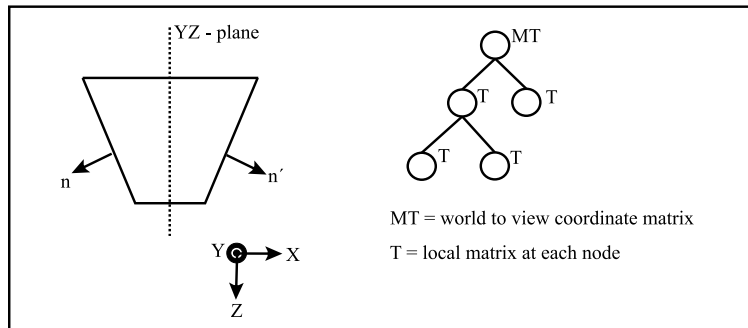 YZ - plane
n
n´
Y
X
Z
MT
T
T
T
T
MT = world to view coordinate matrix
T = local matrix at each node